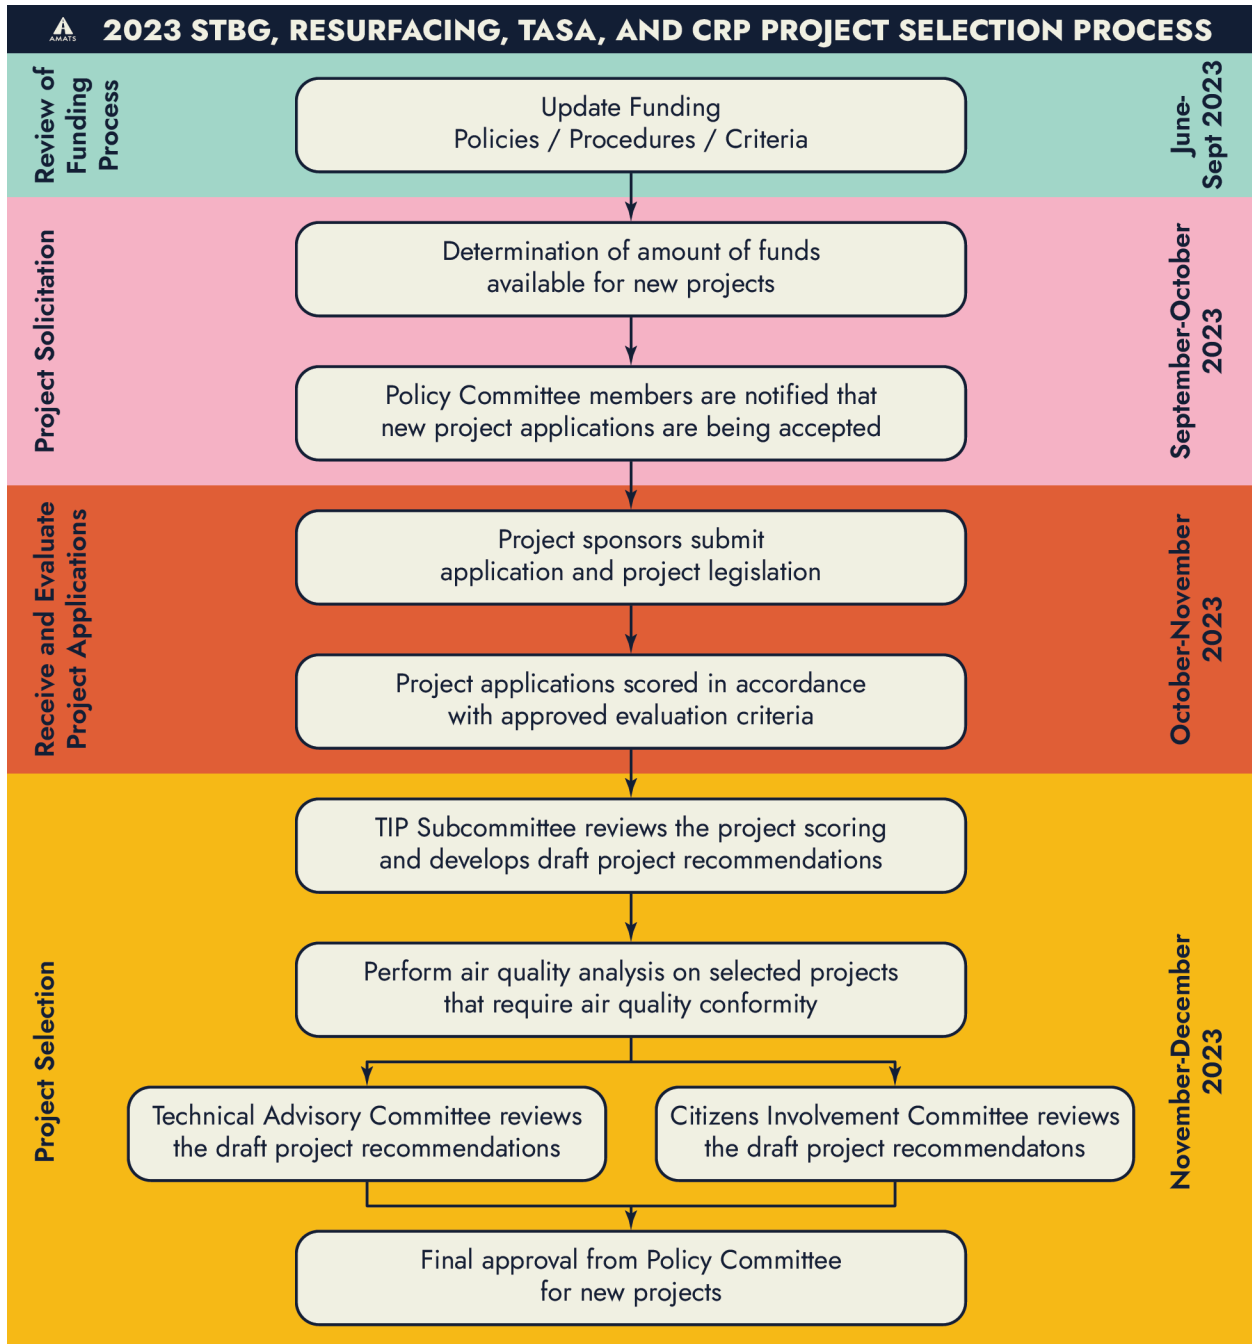 AMATS
2023 STBG, RESURFACING, TASA, AND CRP PROJECT SELECTION PROCESS
Review of
Funding
Process
Update Funding
Policies / Procedures / Criteria
June-
Sept 2023
Project Solicitation
Determination of amount of funds
available for new projects
Policy Committee members are notified that
new project applications are being accepted
September-October
2023
Receive and Evaluate
Project Applications
Project sponsors submit
application and project legislation
Project applications scored in accordance
with approved evaluation criteria
October-November
2023
Project Selection
TIP Subcommittee reviews the project scoring
and develops draft project recommendations
Perform air quality analysis on selected projects
that require air quality conformity
Technical Advisory Committee reviews
the draft project recommendations
Citizens Involvement Committee reviews
the draft project recommendatons
Final approval from Policy Committee
for new projects
November-December
2023